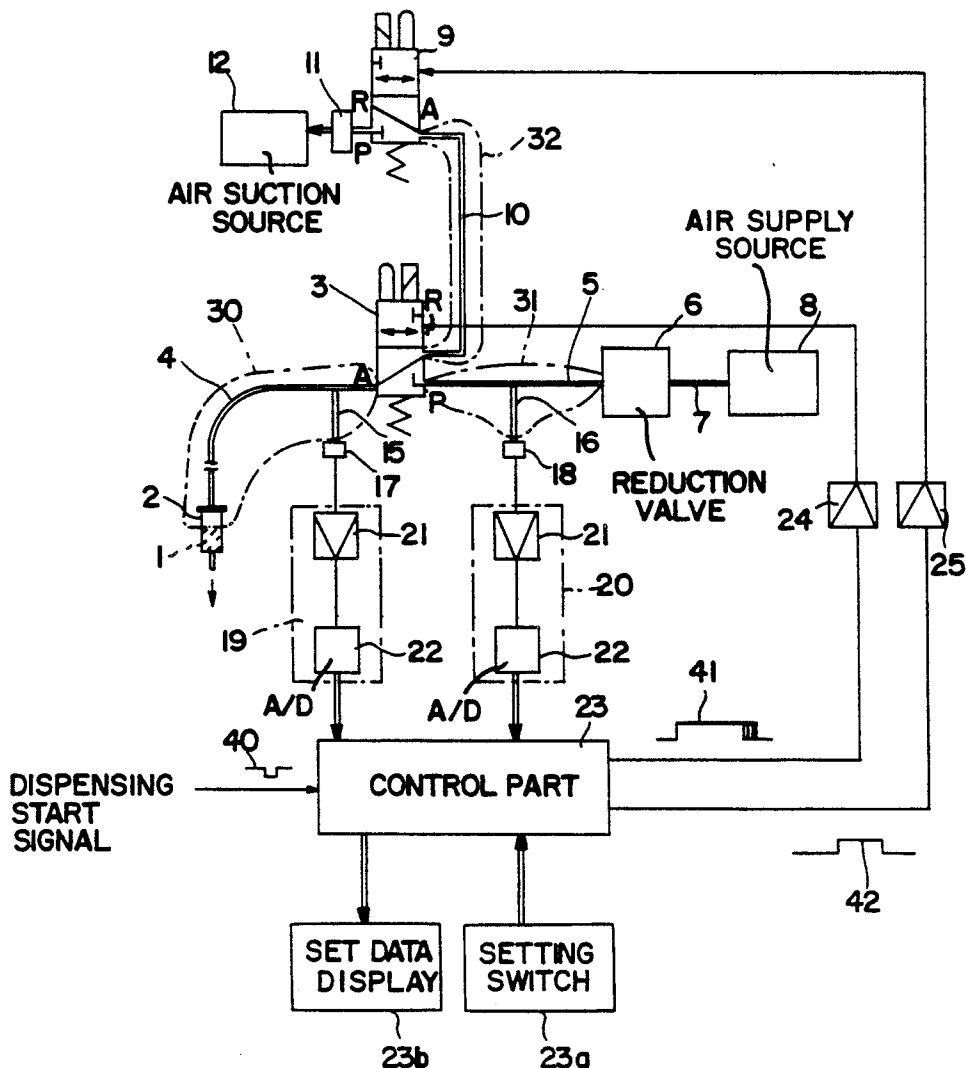 9
12
11
R
A
P
32
AIR SUCTION
SOURCE
10
AIR SUPPLY
SOURCE
3
R
31
5
6
8
30
4
A
P
7
15
16
17
18
REDUCTION
VALVE
2
1
21
21
24
25
20
19
22
22
A/D
A/D
23
41
40
DISPENSING
START
SIGNAL
CONTROL PART
42
SET DATA
DISPLAY
SETTING
SWITCH
23b
23a